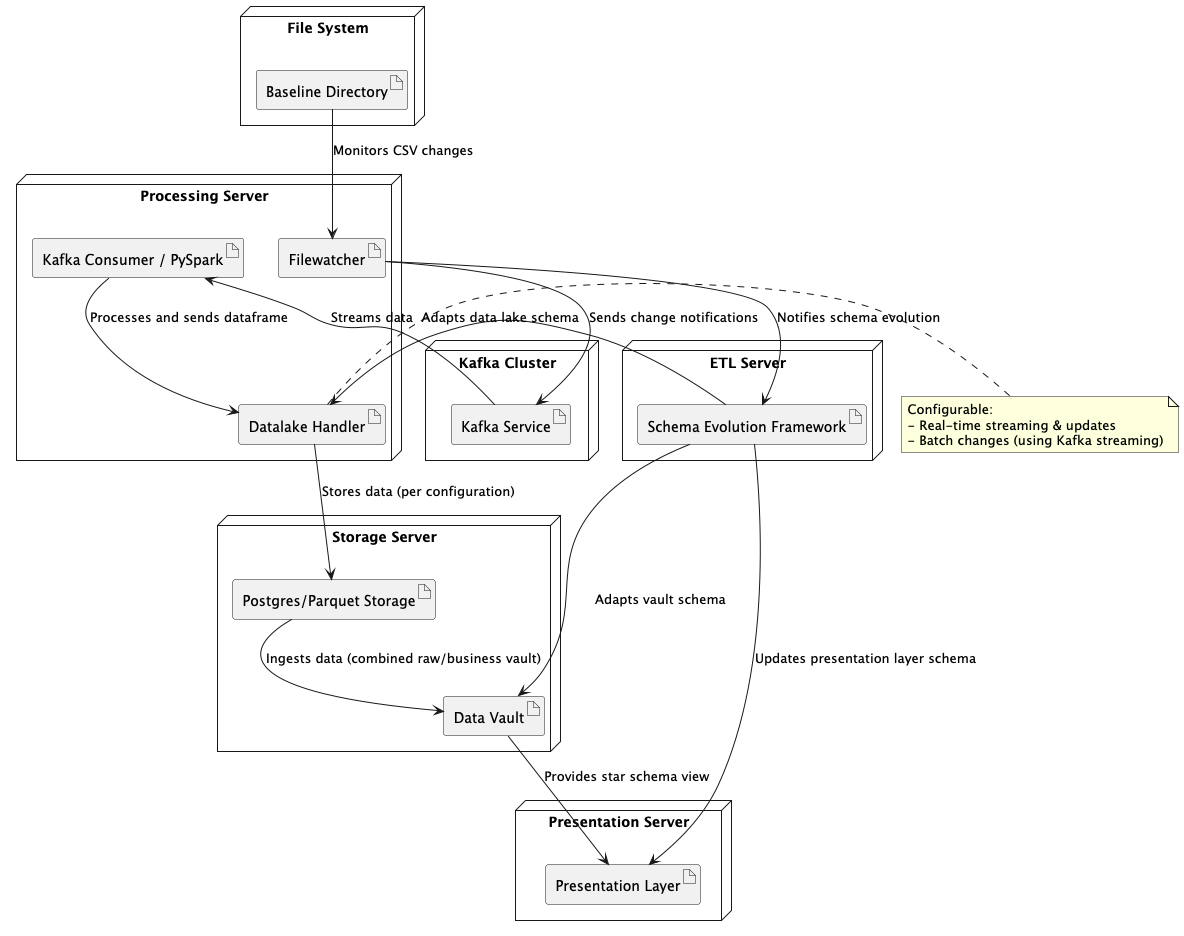 File System
Baseline Directory
Monitors CSV changes
Processing Server
Kafka Consumer / PySpark
Filewatcher
Processes and sends dataframe
Streams data
Adapts data lake schema
Sends change notifications
Notifies schema evolution
Kafka Cluster
ETL Server
Datalake Handler
Kafka Service
Schema Evolution Framework
Configurable:
- Real-time streaming & updates
- Batch changes (using Kafka streaming)
Stores data (per configuration)
Storage Server
Postgres/Parquet Storage
Adapts vault schema
Ingests data (combined raw/business vault)
Updates presentation layer schema
Data Vault
Provides star schema view
Presentation Server
Presentation Layer